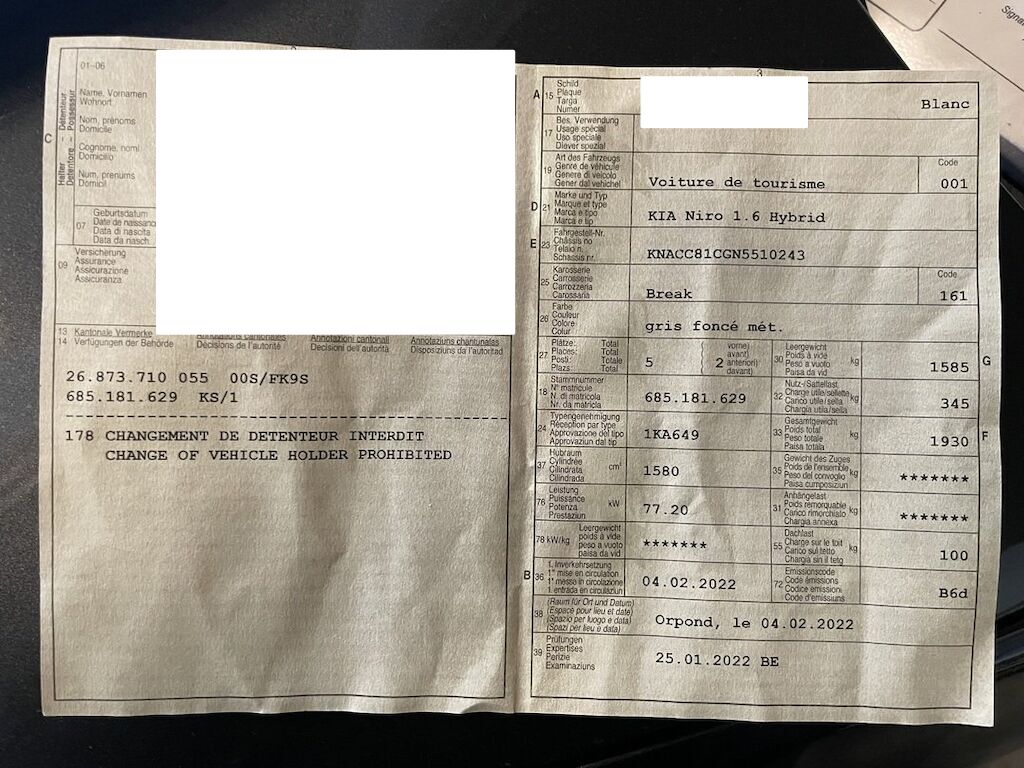 Signa
01–06
Name, Vornamen
Wohnort
Nom, prénoms
Domicile
Cognome, nomi
Domicilio
Num, prenums
Domicil
Halter – Détenteur
Detentore – Possessur
C
07
Geburtsdatum
Date de naissanc
Data di nascita
Data da nasch.
09
Versicherung
Assurance
Assicurazione
Assicuranza
13 Kantonale Vermerke Annotations cantonales Annotazioni cantonali Annotaziuns chantunalas
14 Verfügungen der Behörde Décisions de l'autorité Decisioni dell'autorità Disposiziuns da l'autoritad
26.873.710 055 00S/FK9S
685.181.629 KS/1
178 CHANGEMENT DE DETENTEUR INTERDIT
CHANGE OF VEHICLE HOLDER PROHIBITED
3
A 15
Schild
Plaque
Targa
Numer
Blanc
17
Bes. Verwendung
Usage spécial
Uso speciale
Diever spezial
19
Art des Fahrzeugs
Genre de véhicule
Genere di veicolo
Gener dal vehichel
Voiture de tourisme
Code
001
D 21
Marke und Typ
Marque et type
Marca e tipo
Marca e tip
KIA Niro 1.6 Hybrid
E 23
Fahrgestell-Nr.
Châssis no
Telaio n.
Schassis nr.
KNACC81CGN5510243
25
Karosserie
Carrosserie
Carrozzeria
Carossaria
Break
Code
161
26
Farbe
Couleur
Colore
Colur
gris foncé mét.
27
Plätze: Total
Places: Total
Posti: Totale
Plazs: Total
5
2
vorne)
avant)
anteriori)
davant)
30
Leergewicht
Poids à vide
Peso a vuoto
Paisa da vid
kg
1585
G
18
Stammnummer
N° matricule
N. di matricola
Nr. da matricla
685.181.629
32
Nutz-/Sattellast
Charge utile/sellette
Carico utile/sella
Chargia utila/sella
kg
345
24
Typengenehmigung
Réception par type
Approvazione del tipo
Approvaziun dal tip
1KA649
33
Gesamtgewicht
Poids total
Peso totale
Paisa totala
kg
1930
F
37
Hubraum
Cylindrée
Cilindrata
Cilindrada
cm³
1580
35
Gewicht des Zuges
Poids de l'ensemble
Peso del convoglio
Paisa cumposiziun
kg
*******
76
Leistung
Puissance
Potenza
Prestaziun
kW
77.20
31
Anhängelast
Poids remorquable
Carico rimorchiato
Chargia annexa
kg
*******
78 kW/kg
Leergewicht
poids à vide
peso a vuoto
paisa da vid
*******
55
Dachlast
Charge sur le toit
Carico sul tetto
Chargia sin il tetg
kg
100
B 36
1. Inverkehrsetzung
1re mise en circulation
1a messa in circolazione
1. entrada en circulaziun
04.02.2022
72
Emissionscode
Code émissions
Codice emissioni
Code d'emissiuns
B6d
38
(Raum für Ort und Datum)
(Espace pour lieu et date)
(Spazio per luogo e data)
(Spazi per lieu e data)
Orpond, le 04.02.2022
39
Prüfungen
Expertises
Perizie
Examinaziuns
25.01.2022 BE